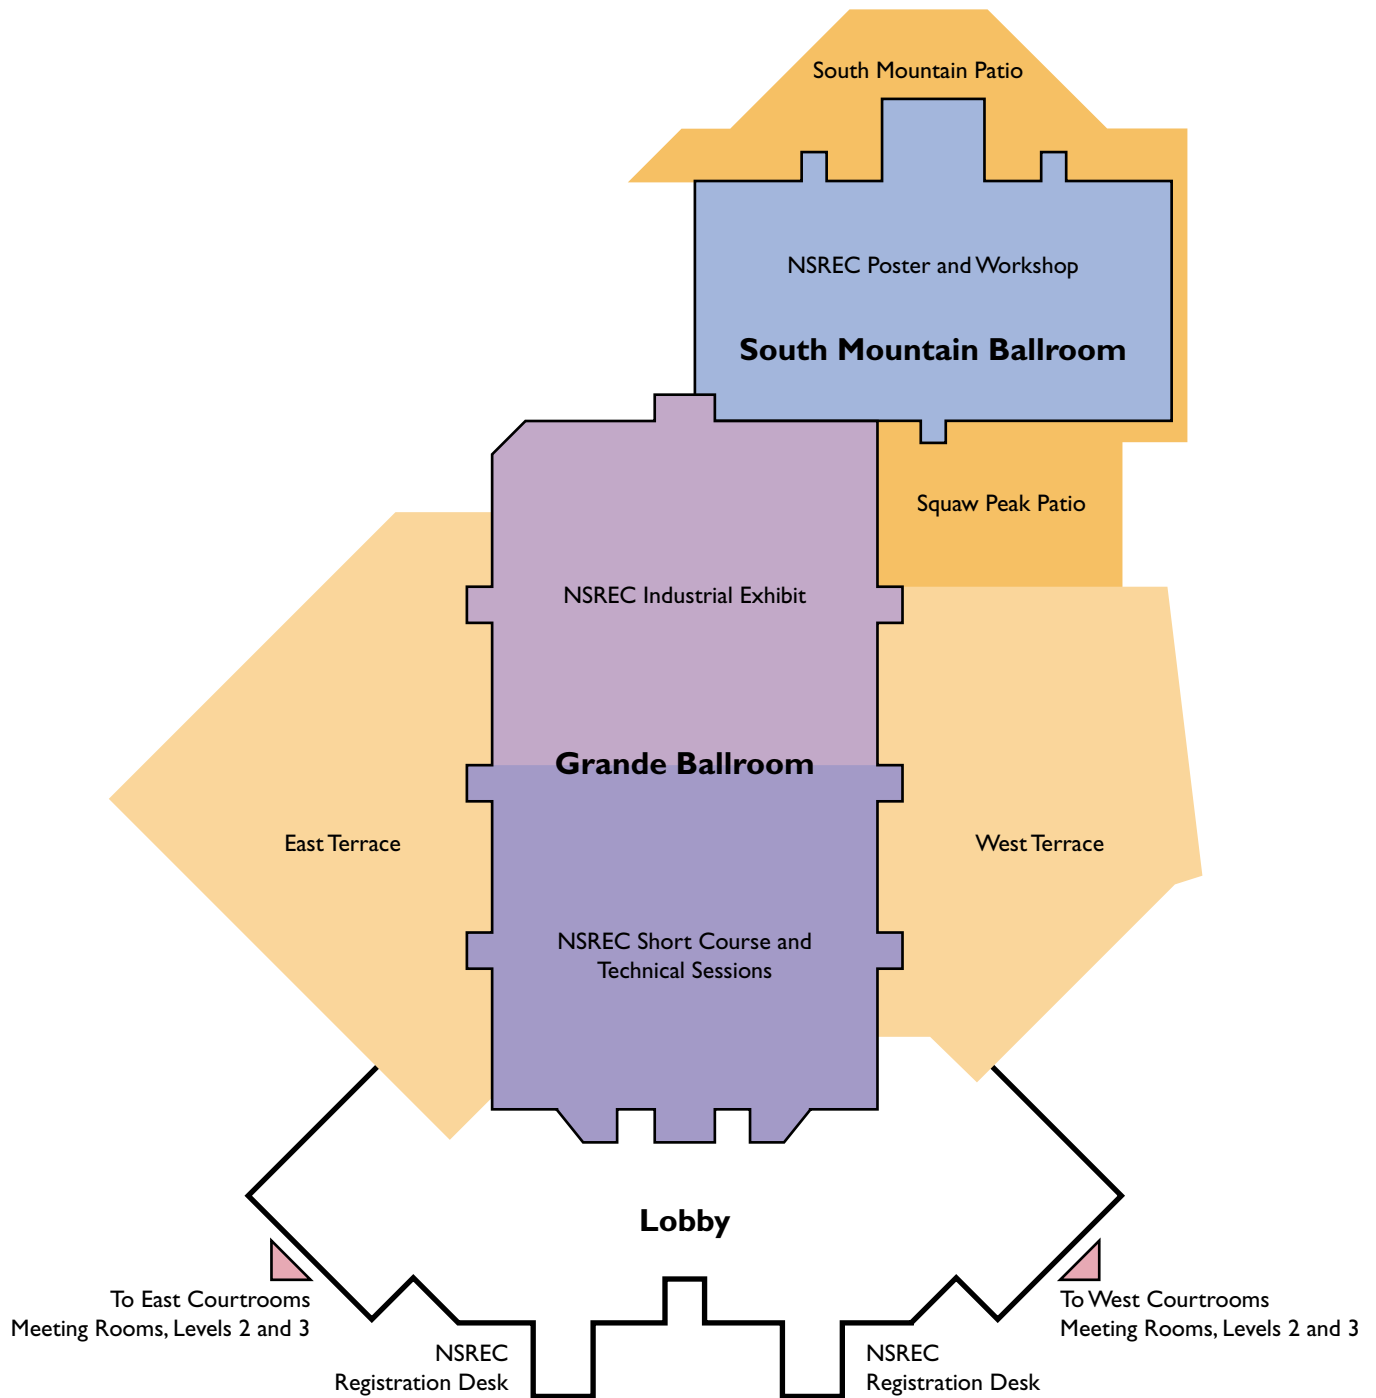 South Mountain Patio
NSREC Poster and Workshop
South Mountain Ballroom
Squaw Peak Patio
NSREC Industrial Exhibit
Grande Ballroom
East Terrace
West Terrace
NSREC Short Course and
Technical Sessions
Lobby
To East Courtrooms
Meeting Rooms, Levels 2 and 3
To West Courtrooms
Meeting Rooms, Levels 2 and 3
NSREC
Registration Desk
NSREC
Registration Desk